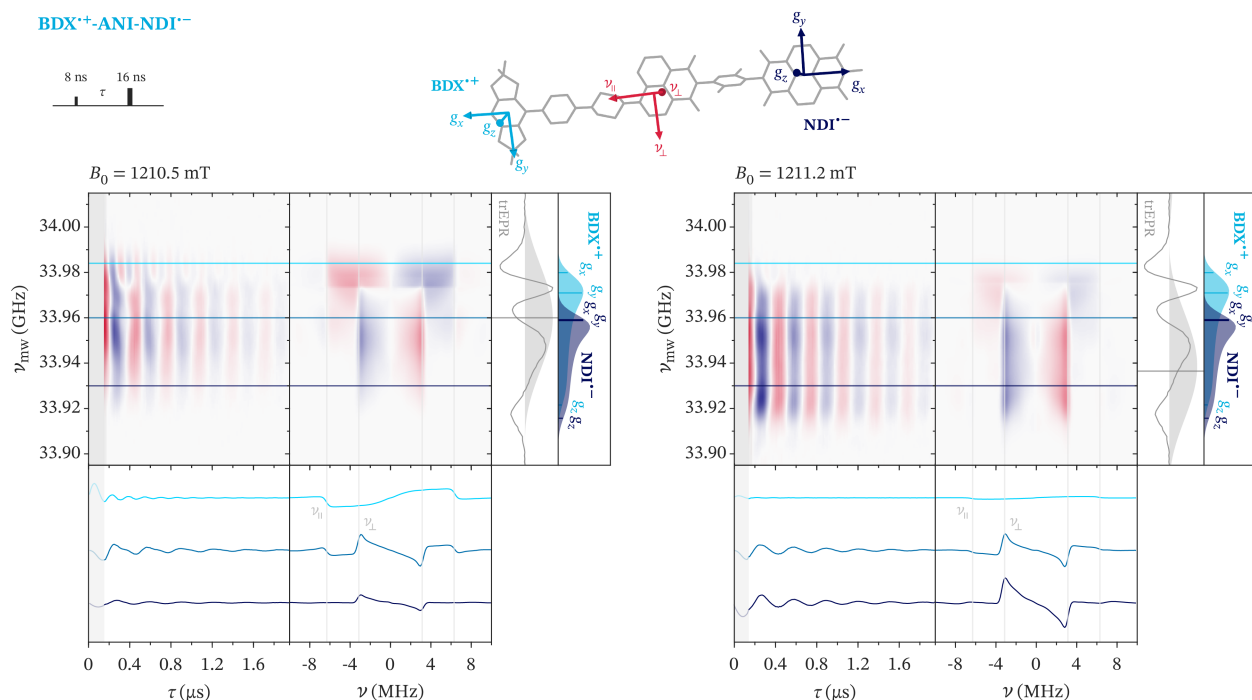 BDX•+-ANI-NDI•−
8 ns 16 ns
τ
BDX•+
gx
gz
gy
ν∥
ν⊥
ν⊥
gy
gz
gx
NDI•−
B0 = 1210.5 mT
34.00
33.98
33.96
33.94
33.92
33.90
νmw (GHz)
trEPR
BDX•+
gx
gy
gx
gy
NDI•−
gz
gz
ν∥
ν⊥
0 0.4 0.8 1.2 1.6
τ (μs)
-8 -4 0 4 8
ν (MHz)
B0 = 1211.2 mT
34.00
33.98
33.96
33.94
33.92
33.90
νmw (GHz)
trEPR
BDX•+
gx
gy
gx
gy
NDI•−
gz
gz
ν∥
ν⊥
0 0.4 0.8 1.2 1.6
τ (μs)
-8 -4 0 4 8
ν (MHz)